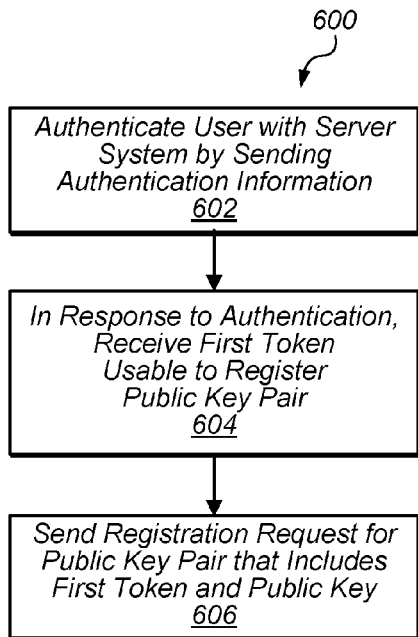 600
Authenticate User with Server
System by Sending
Authentication Information
602
In Response to Authentication,
Receive First Token
Usable to Register
Public Key Pair
604
Send Registration Request for
Public Key Pair that Includes
First Token and Public Key
606